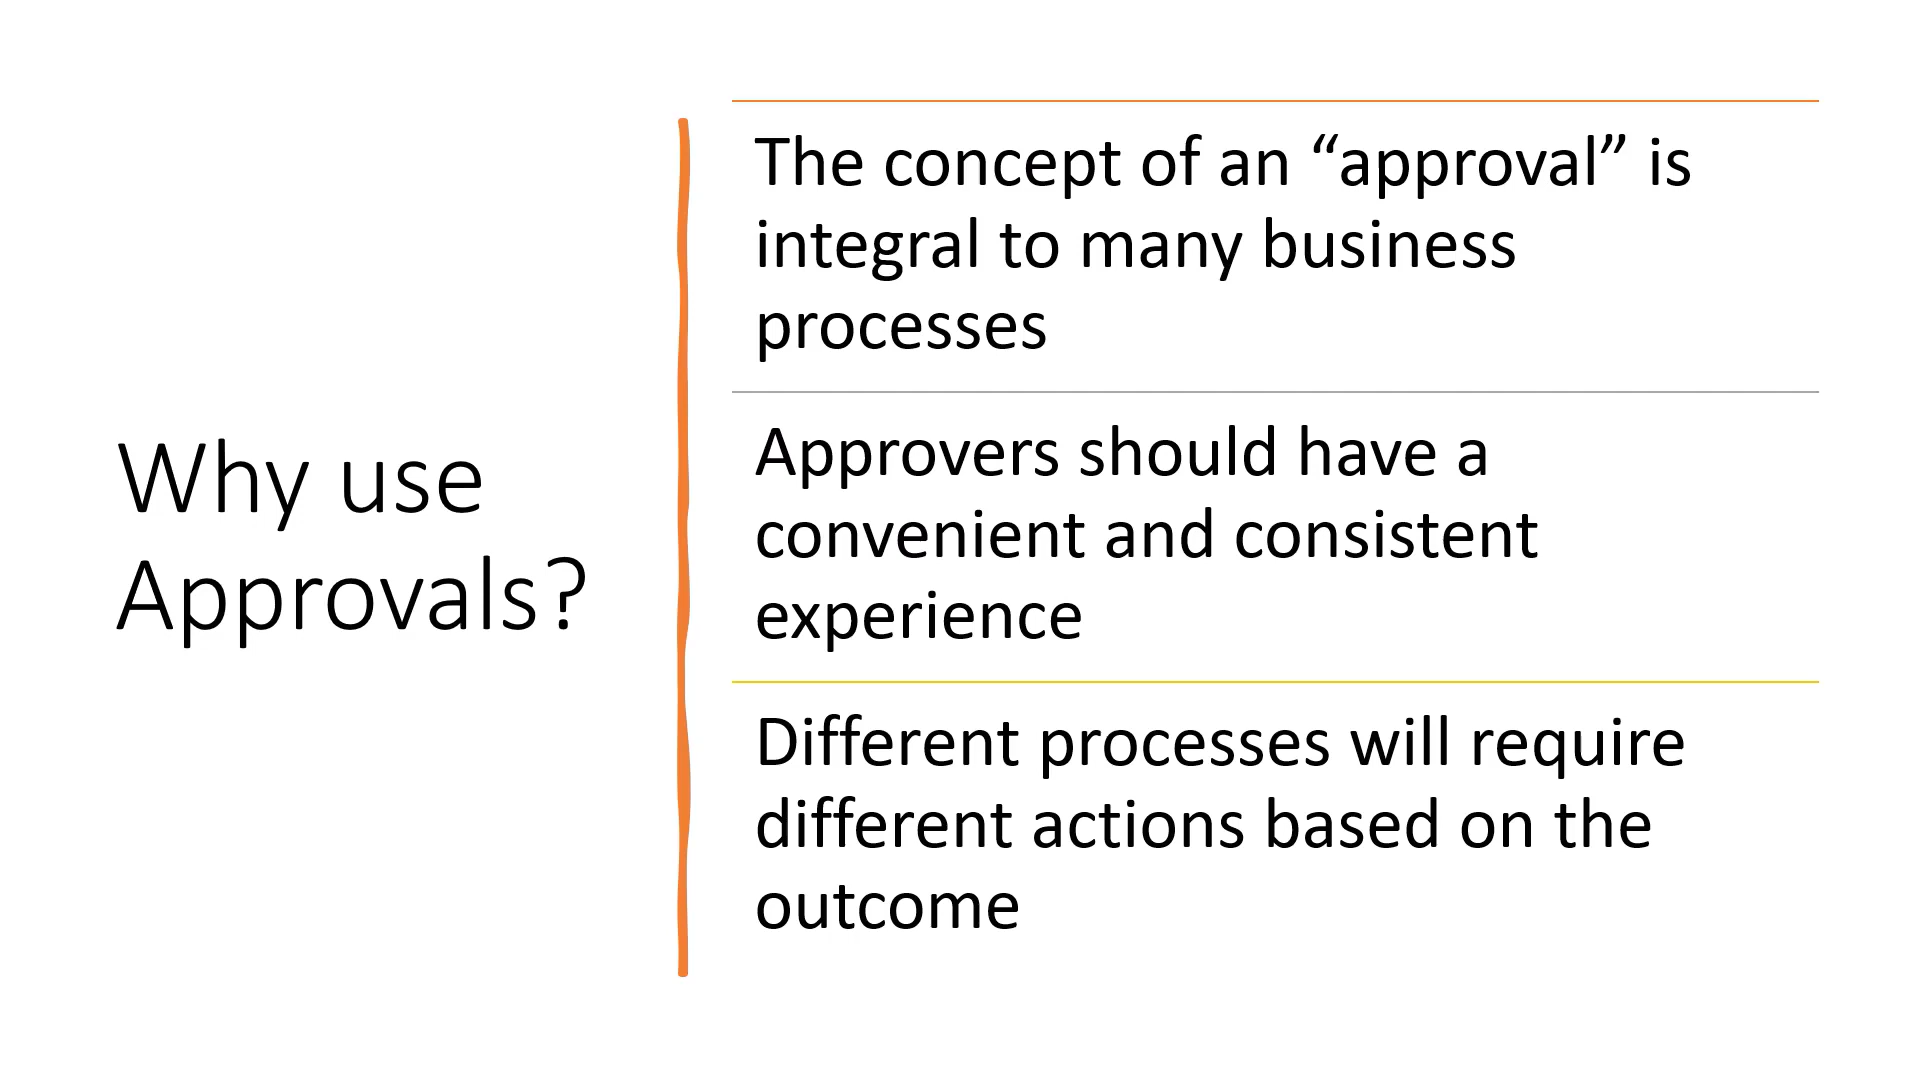 Why use
Approvals?
The concept of an “approval” is
integral to many business
processes
Approvers should have a
convenient and consistent
experience
Different processes will require
different actions based on the
outcome